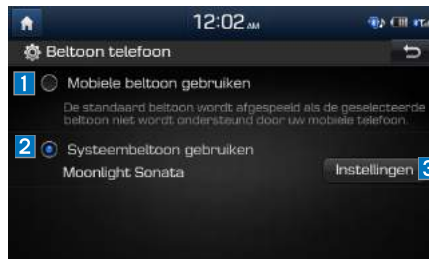 12:02 AM
Beltoon telefoon
1 Mobiele beltoon gebruiken
De standaard beltoon wordt afgespeeld als de geselecteerde
beltoon niet wordt ondersteund door uw mobiele telefoon.
2 Systeembeltoon gebruiken
Moonlight Sonata
Instellingen 3